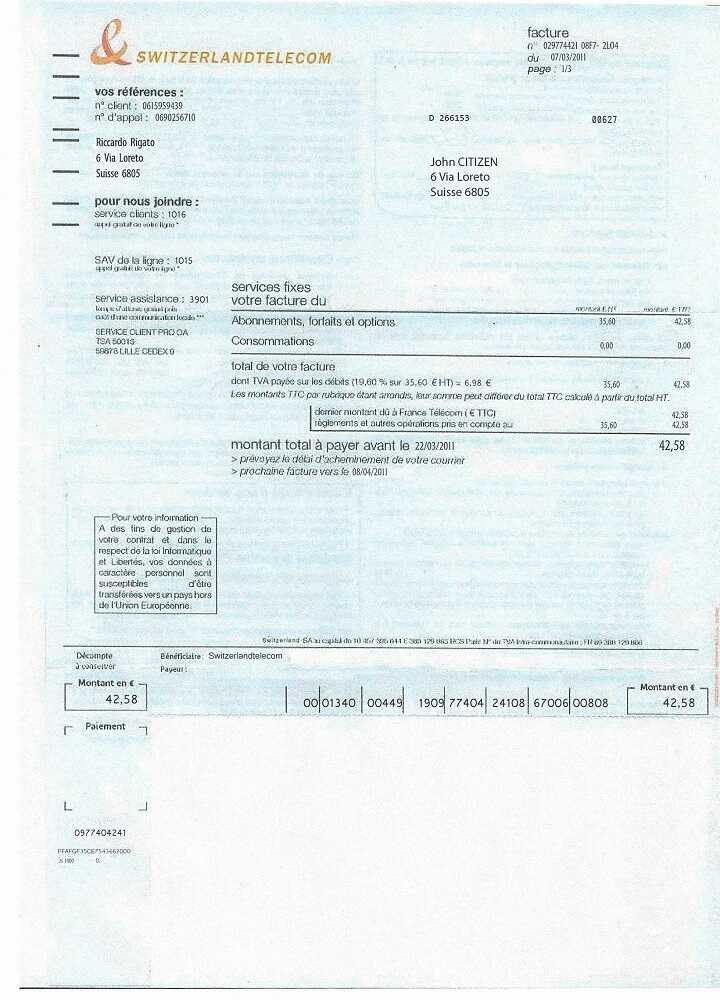 & SWITZERLANDTELECOM
facture
n° 029774421 08F7- 2L04
du 07/03/2011
page : 1/3
vos références :
n° client : 0615959439
n° d'appel : 0690256710
Riccardo Rigato
6 Via Loreto
Suisse 6805
D 266153
00627
John CITIZEN
6 Via Loreto
Suisse 6805
pour nous joindre :
service clients : 1016
appel gratuit de votre ligne *
SAV de la ligne : 1015
appel gratuit de votre ligne *
service assistance : 3901
temps d'attente gratuit puis
coût d'une communication locale ***
SERVICE CLIENT PRO OA
TSA 50013
59878 LILLE CEDEX 9
services fixes
votre facture du
montant € HT montant € TTC
Abonnements, forfaits et options 35,60 42,58
Consommations 0,00 0,00
total de votre facture
dont TVA payée sur les débits (19,60 % sur 35,60 € HT) = 6,98 € 35,60 42,58
Les montants TTC par rubrique étant arrondis, leur somme peut différer du total TTC calculé à partir du total HT.
dernier montant dû à France Télécom ( € TTC) 42,58
règlements et autres opérations pris en compte au 35,60 42,58
montant total à payer avant le 22/03/2011 42,58
> prévoyez le délai d'acheminement de votre courrier
> prochaine facture vers le 08/04/2011
Pour votre information
A des fins de gestion de
votre contrat et dans le
respect de la loi Informatique
et Libertés, vos données à
caractère personnel sont
susceptibles d'être
transférées vers un pays hors
de l'Union Européenne.
Switzerland SA au capital de 10 457 395 644 € 380 129 866 RCS Paris N° de TVA Intra-communautaire : FR 89 380 129 866
Décompte
à conserver
Bénéficiaire : Switzerlandtelecom
Payeur :
Montant en €
42,58
00 01340 00449 1909 77404 24108 67006 00808
Montant en €
42,58
Paiement
0977404241